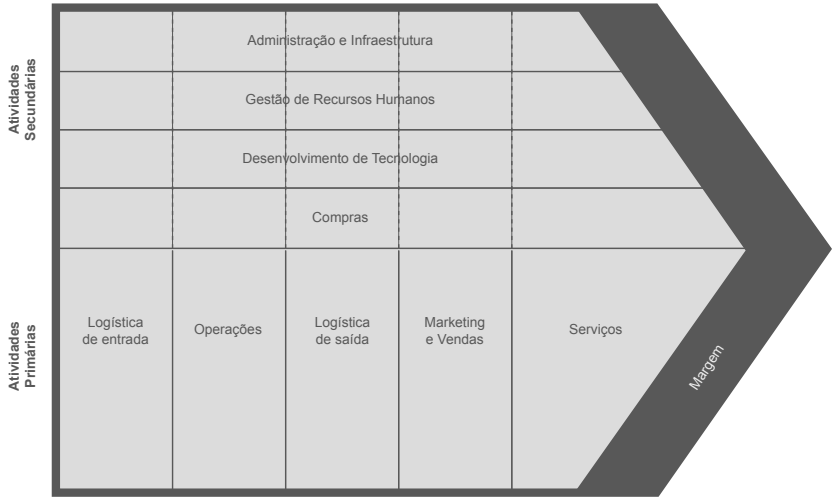 Atividades
Secundárias
Administração e Infraestrutura
Gestão de Recursos Humanos
Desenvolvimento de Tecnologia
Compras
Atividades
Primárias
Logística
de entrada
Operações
Logística
de saída
Marketing
e Vendas
Serviços
Margem